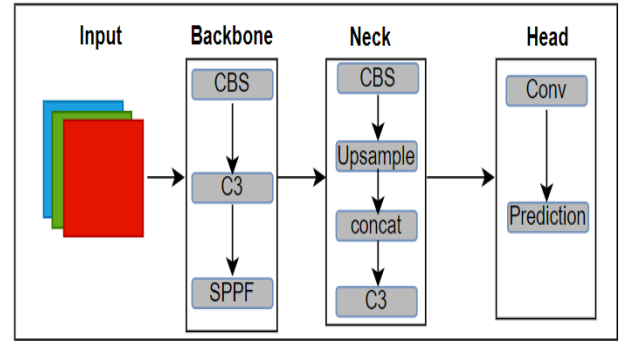 Input
Backbone
CBS
C3
SPPF
Neck
CBS
Upsample
concat
C3
Head
Conv
Prediction